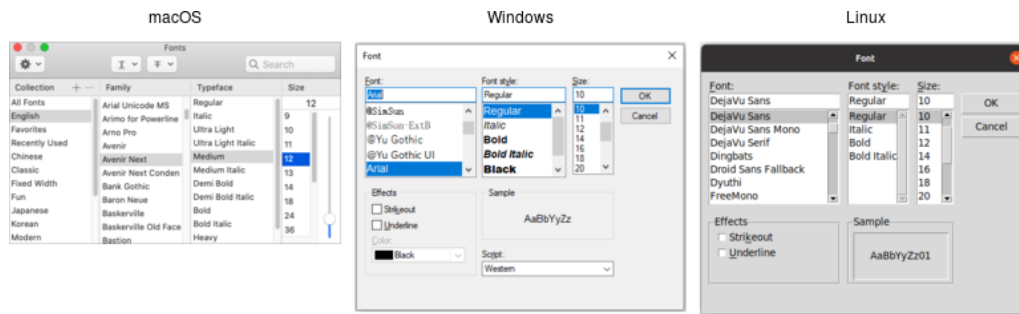 macOS
Windows
Linux
Fonts
Search
Collection + −
Family
Typeface
Size
All Fonts
English
Favorites
Recently Used
Chinese
Classic
Fixed Width
Fun
Japanese
Korean
Modern
Arial Unicode MS
Arimo for Powerline
Arno Pro
Avenir
Avenir Next
Avenir Next Conden
Bank Gothic
Baron Neue
Baskerville
Baskerville Old Face
Bastion
Regular
Italic
Ultra Light
Ultra Light Italic
Medium
Medium Italic
Demi Bold
Demi Bold Italic
Bold
Bold Italic
Heavy
12
9
10
11
12
13
14
18
24
36
Font
Font:
Arial
@SimSun
@SimSun-ExtB
@Yu Gothic
@Yu Gothic UI
Arial
Font style:
Regular
Regular
Italic
Bold
Bold Italic
Black
Size:
10
10
11
12
14
16
18
20
OK
Cancel
Effects
Strikeout
Underline
Color:
Black
Sample
AaBbYyZz
Script:
Western
Font
Font:
DejaVu Sans
DejaVu Sans
DejaVu Sans Mono
DejaVu Serif
Dingbats
Droid Sans Fallback
Dyuthi
FreeMono
Font style:
Regular
Regular
Italic
Bold
Bold Italic
Size:
10
10
11
12
14
16
18
20
OK
Cancel
Effects
Strikeout
Underline
Sample
AaBbYyZz01